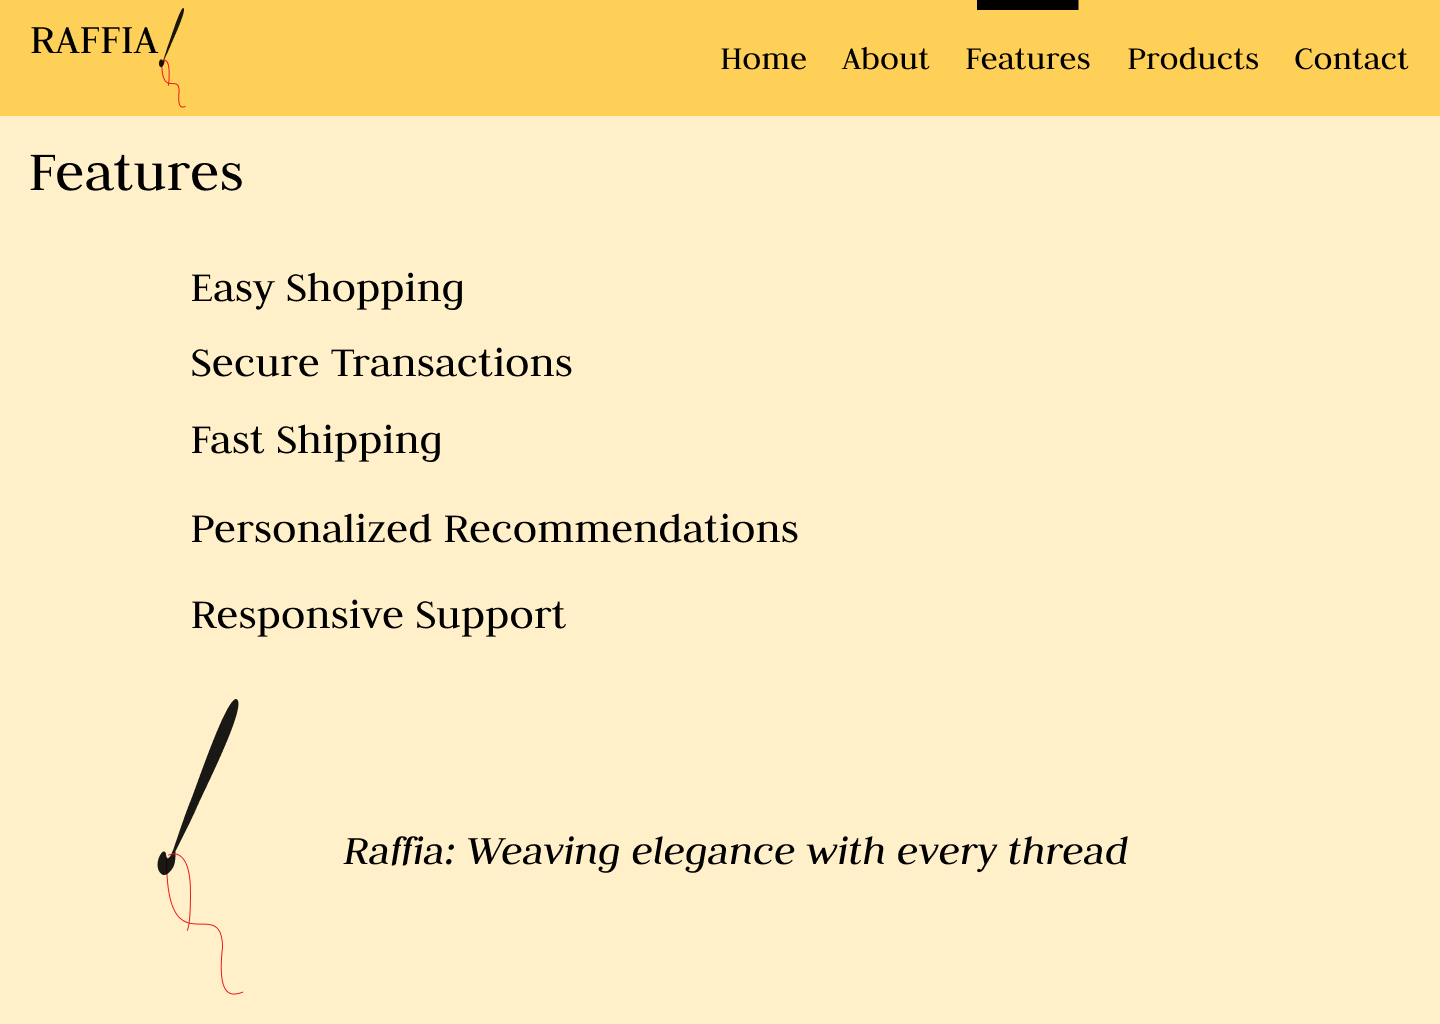 RAFFIA
Home About Features Products Contact
Features
Easy Shopping
Secure Transactions
Fast Shipping
Personalized Recommendations
Responsive Support
Raffia: Weaving elegance with every thread